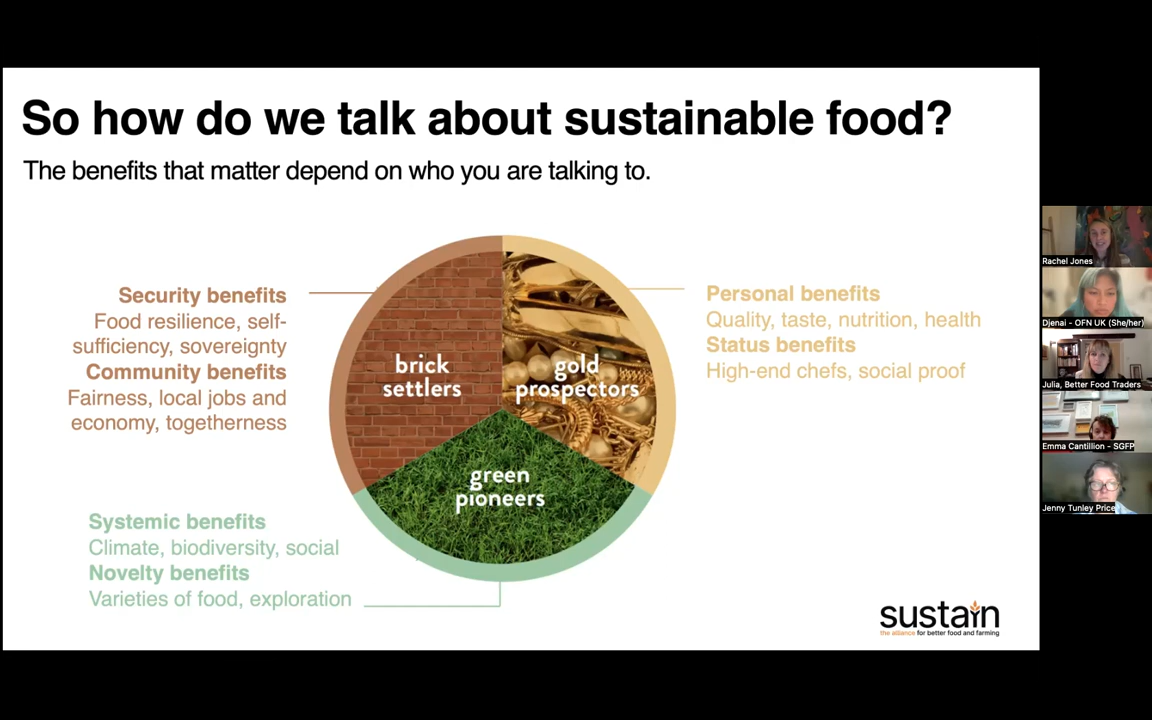 So how do we talk about sustainable food?
The benefits that matter depend on who you are talking to.
Security benefits
Food resilience, self-
sufficiency, sovereignty
Community benefits
Fairness, local jobs and
economy, togetherness
brick
settlers
gold
prospectors
green
pioneers
Personal benefits
Quality, taste, nutrition, health
Status benefits
High-end chefs, social proof
Systemic benefits
Climate, biodiversity, social
Novelty benefits
Varieties of food, exploration
sustain
the alliance for better food and farming
Rachel Jones
Djenai - OFN UK (She/her)
Julia, Better Food Traders
Emma Cantillion - SGFP
Jenny Tunley Price